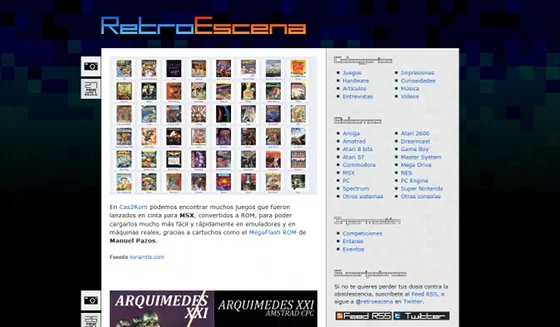 RetroEscena
27
FEB
2011
En Cas2Rom podemos encontrar muchos juegos que fueron
lanzados en cinta para MSX, convertidos a ROM, para poder
cargarlos mucho más fácil y rápidamente en emuladores y en
máquinas reales, gracias a cartuchos como el MegaFlash ROM de
Manuel Pazos.
Fuente konamito.com
ARQUIMEDES XXI
ARQUIMEDES XXI
AMSTRAD CPC
26
FEB
Categorías
Juegos
Hardware
Artículos
Entrevistas
Impresiones
Curiosidades
Música
Vídeos
Sistemas
Amiga
Amstrad
Atari 8 bits
Atari ST
Commodore
MSX
PC
Spectrum
Otros sistemas
Atari 2600
Dreamcast
Game Boy
Master System
Mega Drive
NES
PC Engine
Super Nintendo
Otras consolas
Información
Competiciones
Enlaces
Eventos
Suscripciones
Si no te quieres perder tus dosis contra la
obsolescencia, suscríbete al Feed RSS, o
sigue a @retroescena en Twitter.
Feed RSS
Twitter